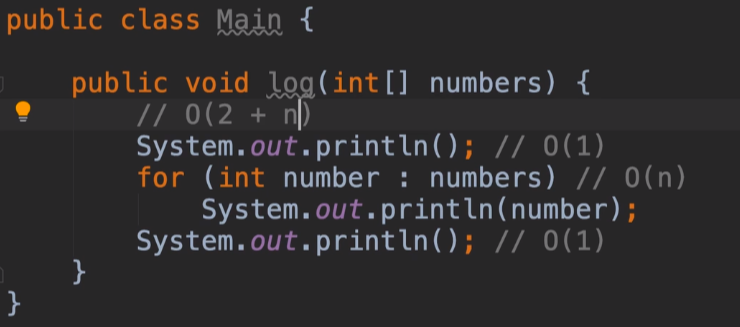 public class Main {
public void log(int[] numbers) {
// O(2 + n)
System.out.println(); // O(1)
for (int number : numbers) // O(n)
System.out.println(number);
System.out.println(); // O(1)
}
}